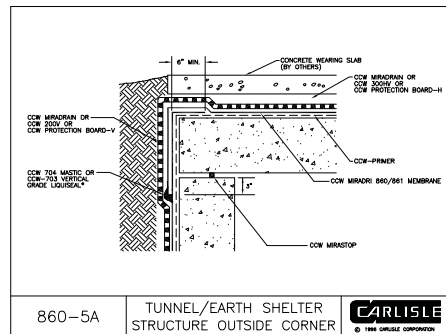 6" MIN.
CONCRETE WEARING SLAB
(BY OTHERS)
CCW MIRADRAIN OR
CCW 300HV OR
CCW PROTECTION BOARD-H
CCW MIRADRAIN OR
CCW 200V OR
CCW PROTECTION BOARD-V
CCW-PRIMER
CCW 704 MASTIC OR
CCW-703 VERTICAL
GRADE LIQUISEAL®
CCW MIRADRI 860/861 MEMBRANE
3"
CCW MIRASTOP
860-5A
TUNNEL/EARTH SHELTER
STRUCTURE OUTSIDE CORNER
CARLISLE
© 1996 CARLISLE CORPORATION